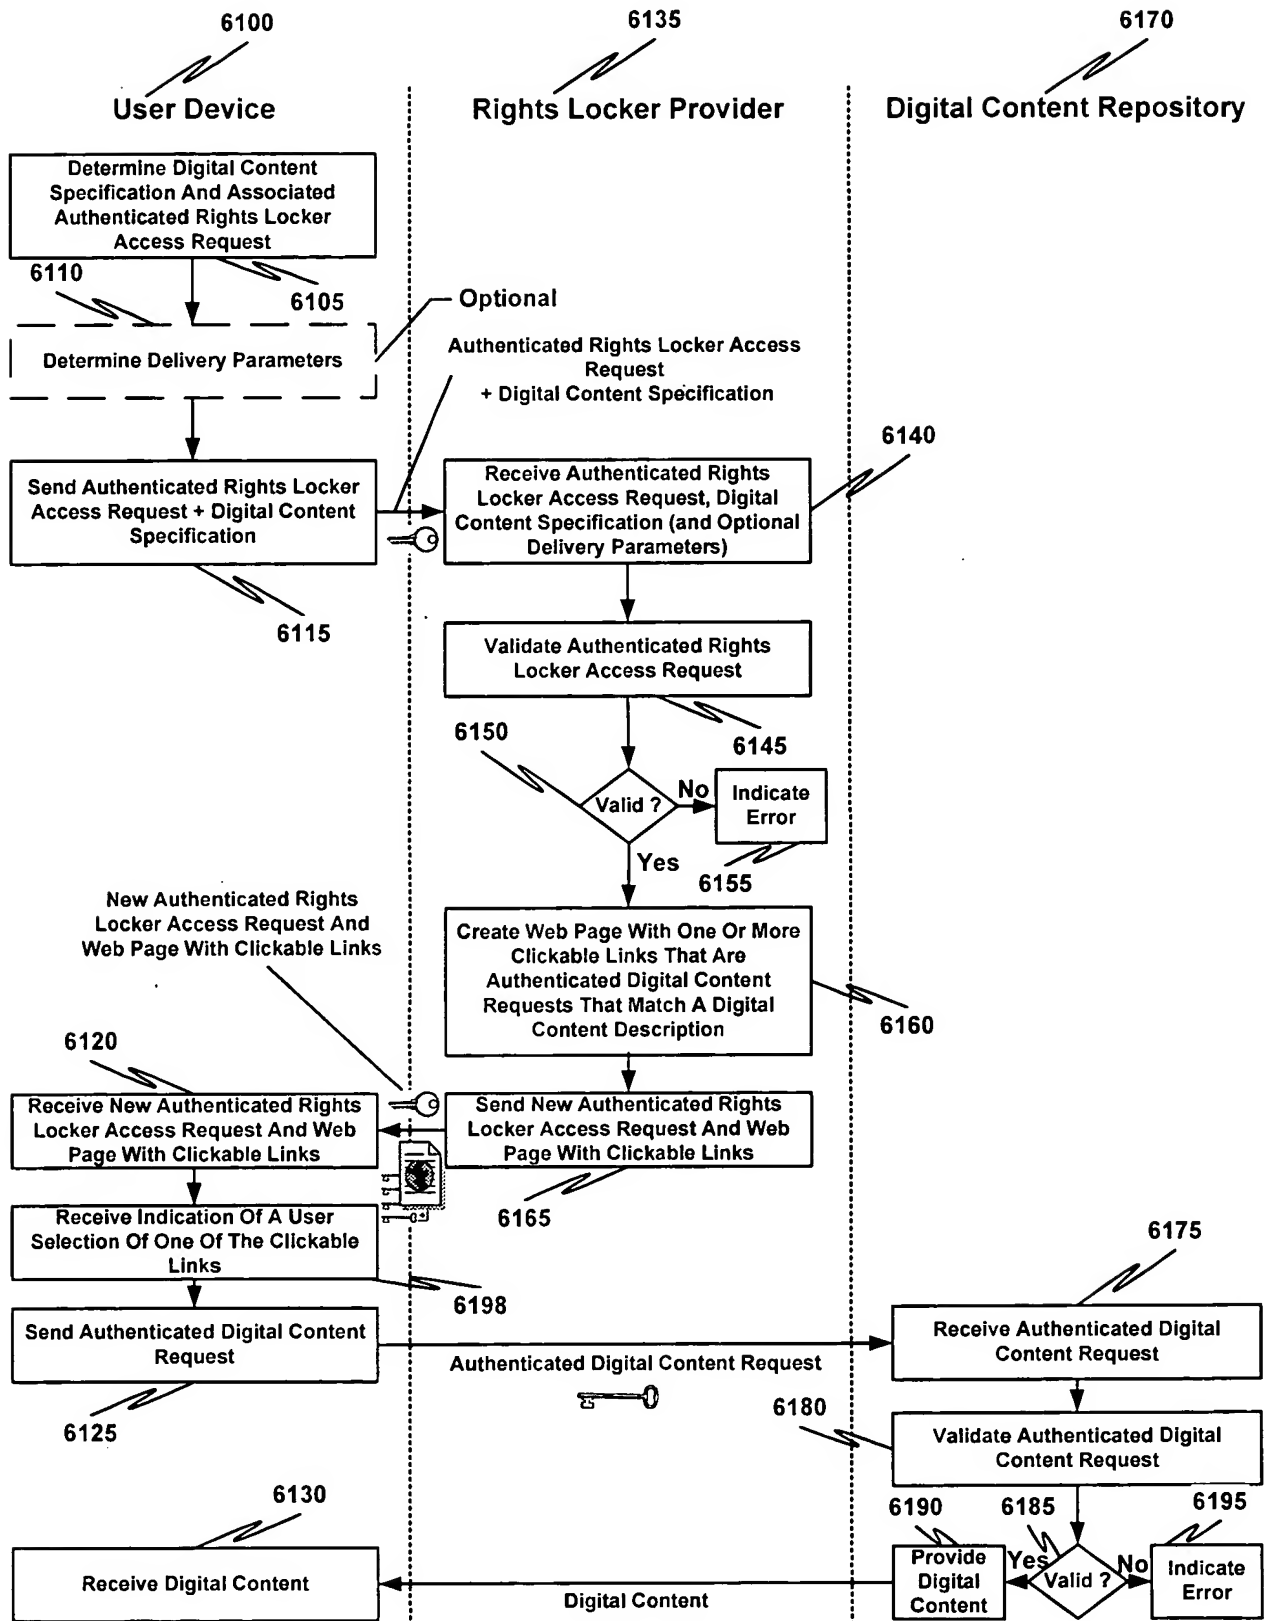 6100
6135
6170
User Device
Rights Locker Provider
Digital Content Repository
Determine Digital Content
Specification And Associated
Authenticated Rights Locker
Access Request
6110
6105
Optional
Determine Delivery Parameters
Authenticated Rights Locker Access
Request
+ Digital Content Specification
6140
Send Authenticated Rights Locker
Access Request + Digital Content
Specification
Receive Authenticated Rights
Locker Access Request, Digital
Content Specification (and Optional
Delivery Parameters)
6115
Validate Authenticated Rights
Locker Access Request
6150
6145
Valid ?
No
Indicate
Error
Yes
6155
New Authenticated Rights
Locker Access Request And
Web Page With Clickable Links
Create Web Page With One Or More
Clickable Links That Are
Authenticated Digital Content
Requests That Match A Digital
Content Description
6160
6120
Receive New Authenticated Rights
Locker Access Request And Web
Page With Clickable Links
Send New Authenticated Rights
Locker Access Request And Web
Page With Clickable Links
6165
Receive Indication Of A User
Selection Of One Of The Clickable
Links
6198
6175
Send Authenticated Digital Content
Request
Authenticated Digital Content Request
Receive Authenticated Digital
Content Request
6125
6180
Validate Authenticated Digital
Content Request
6130
6190
6185
6195
Receive Digital Content
Digital Content
Provide
Digital
Content
Yes
Valid ?
No
Indicate
Error